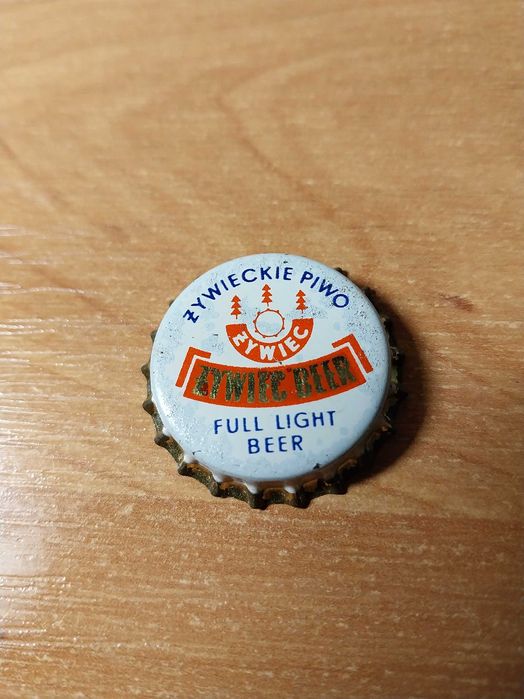 ŻYWIECKIE PIWO
ŻYWIEC
"ŻYWIEC" BEER
FULL LIGHT
BEER